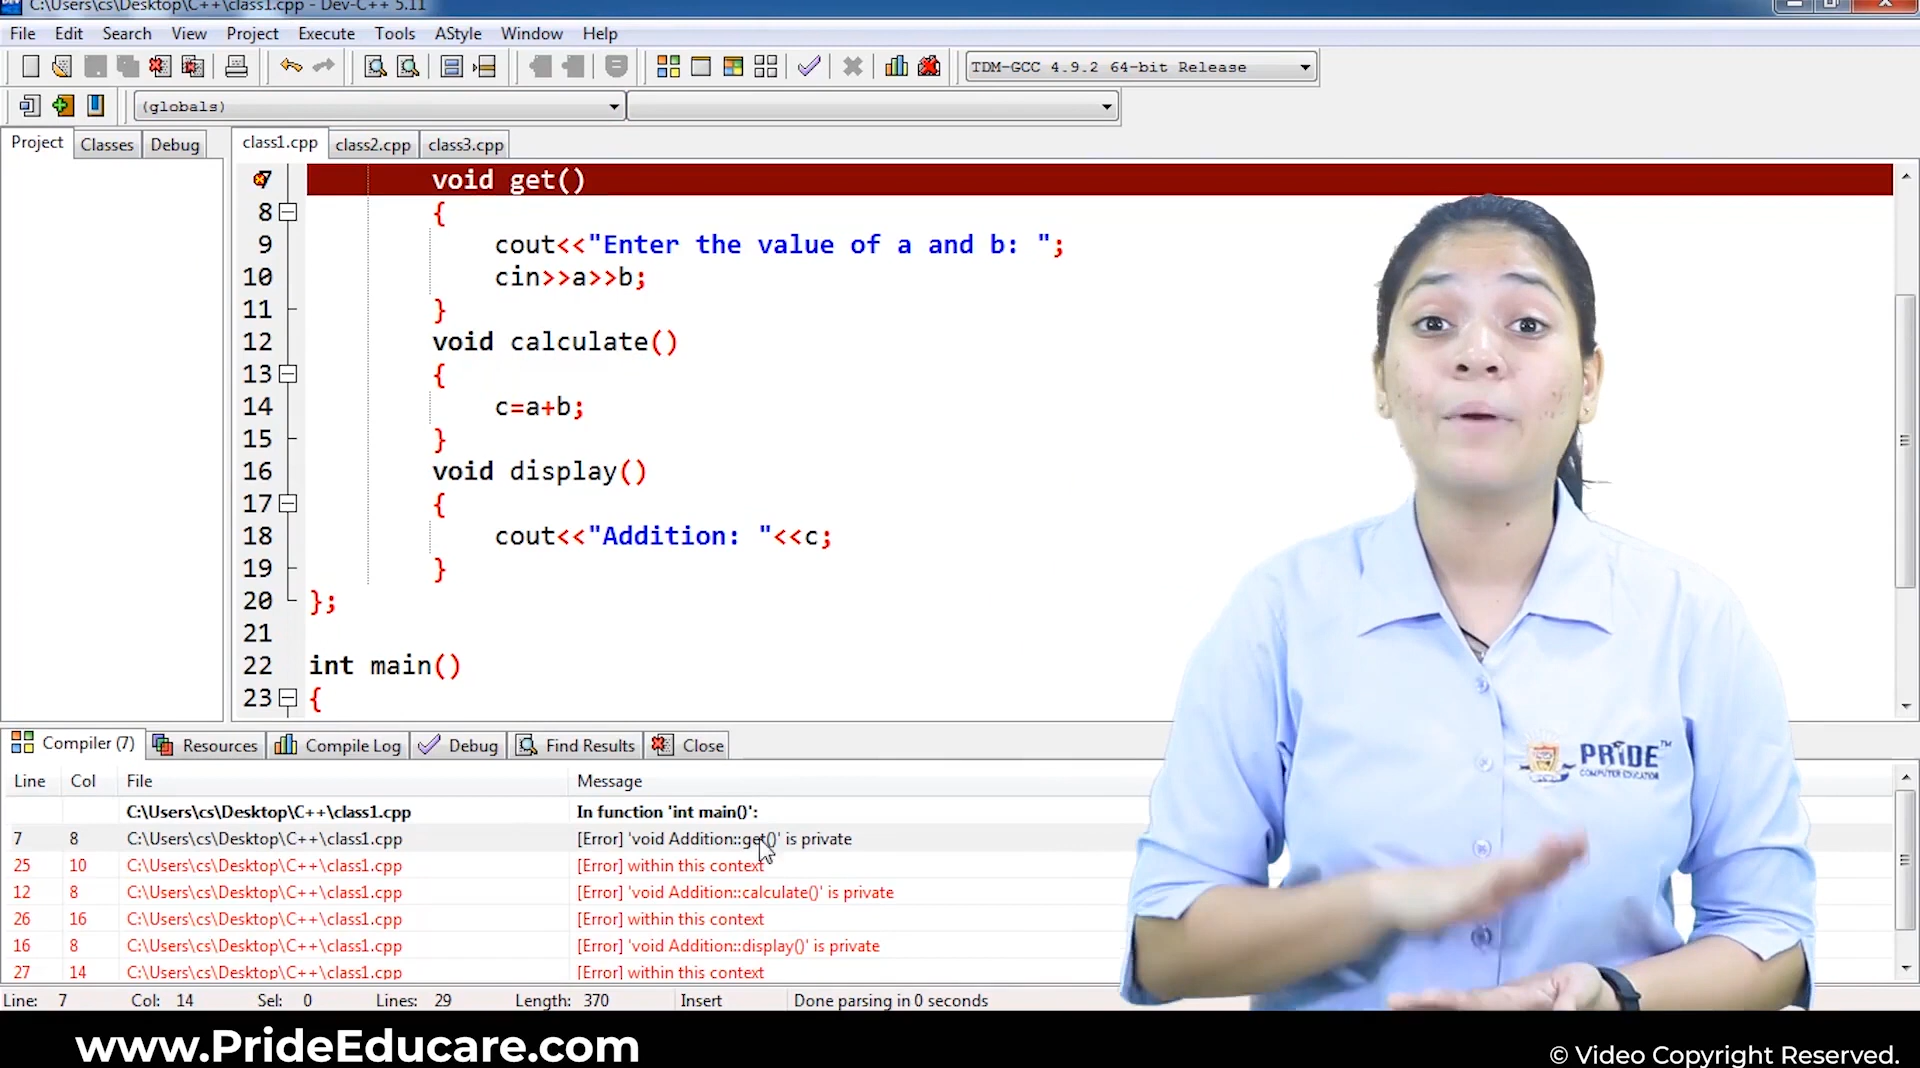 C:\Users\cs\Desktop\C++\class1.cpp - Dev-C++ 5.11
File Edit Search View Project Execute Tools AStyle Window Help
TDM-GCC 4.9.2 64-bit Release
(globals)
Project Classes Debug class1.cpp class2.cpp class3.cpp
7 void get()
8 {
9 cout<<"Enter the value of a and b: ";
10 cin>>a>>b;
11 }
12 void calculate()
13 {
14 c=a+b;
15 }
16 void display()
17 {
18 cout<<"Addition: "<<c;
19 }
20 };
21
22 int main()
23 {
Compiler (7) Resources Compile Log Debug Find Results Close
Line Col File Message
C:\Users\cs\Desktop\C++\class1.cpp In function 'int main()':
7 8 C:\Users\cs\Desktop\C++\class1.cpp [Error] 'void Addition::get()' is private
25 10 C:\Users\cs\Desktop\C++\class1.cpp [Error] within this context
12 8 C:\Users\cs\Desktop\C++\class1.cpp [Error] 'void Addition::calculate()' is private
26 16 C:\Users\cs\Desktop\C++\class1.cpp [Error] within this context
16 8 C:\Users\cs\Desktop\C++\class1.cpp [Error] 'void Addition::display()' is private
27 14 C:\Users\cs\Desktop\C++\class1.cpp [Error] within this context
Line: 7 Col: 14 Sel: 0 Lines: 29 Length: 370 Insert Done parsing in 0 seconds
PRIDE™
COMPUTER EDUCATION
www.PrideEducare.com
© Video Copyright Reserved.